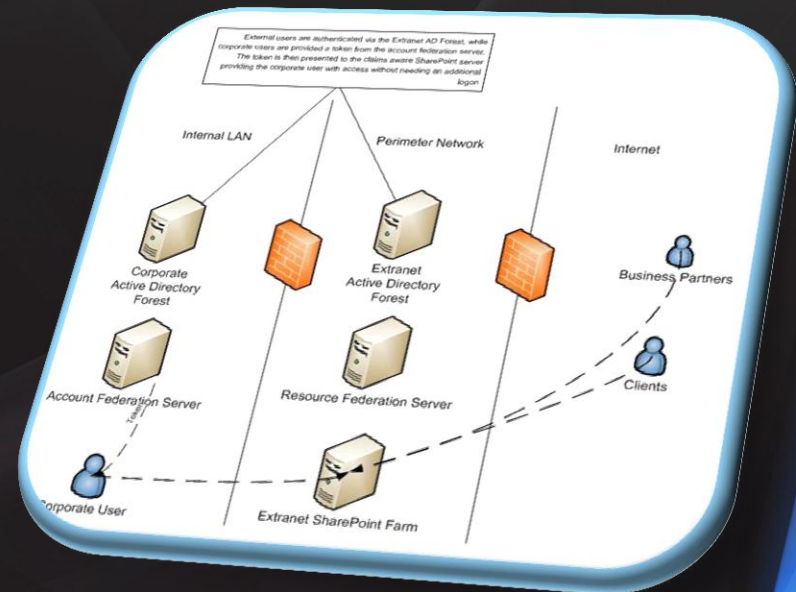 External users are authenticated via the Extranet AD Forest, while
corporate users are provided a token from the account federation server.
The token is then presented to the claims aware SharePoint server
providing the corporate user with access without needing an additional
logon
Internal LAN
Perimeter Network
Internet
Corporate
Active Directory
Forest
Extranet
Active Directory
Forest
Business Partners
Account Federation Server
Resource Federation Server
Clients
Token
orporate User
Extranet SharePoint Farm